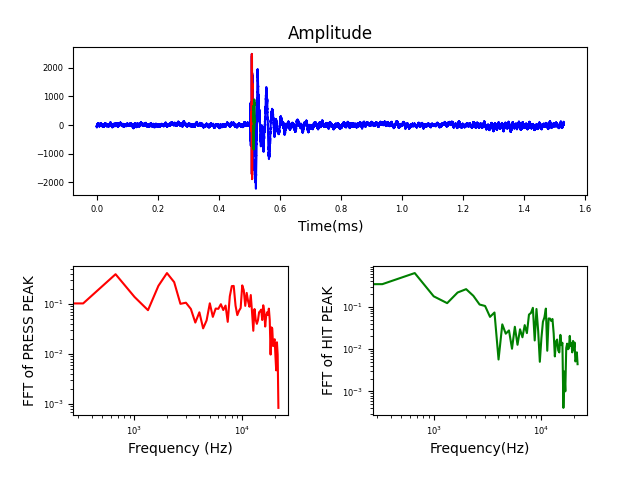 Amplitude
2000
1000
0
−1000
−2000
0.0 0.2 0.4 0.6 0.8 1.0 1.2 1.4 1.6
Time(ms)
FFT of PRESS PEAK
10⁻¹
10⁻²
10⁻³
10³ 10⁴
Frequency (Hz)
FFT of HIT PEAK
10⁻¹
10⁻²
10⁻³
10³ 10⁴
Frequency(Hz)